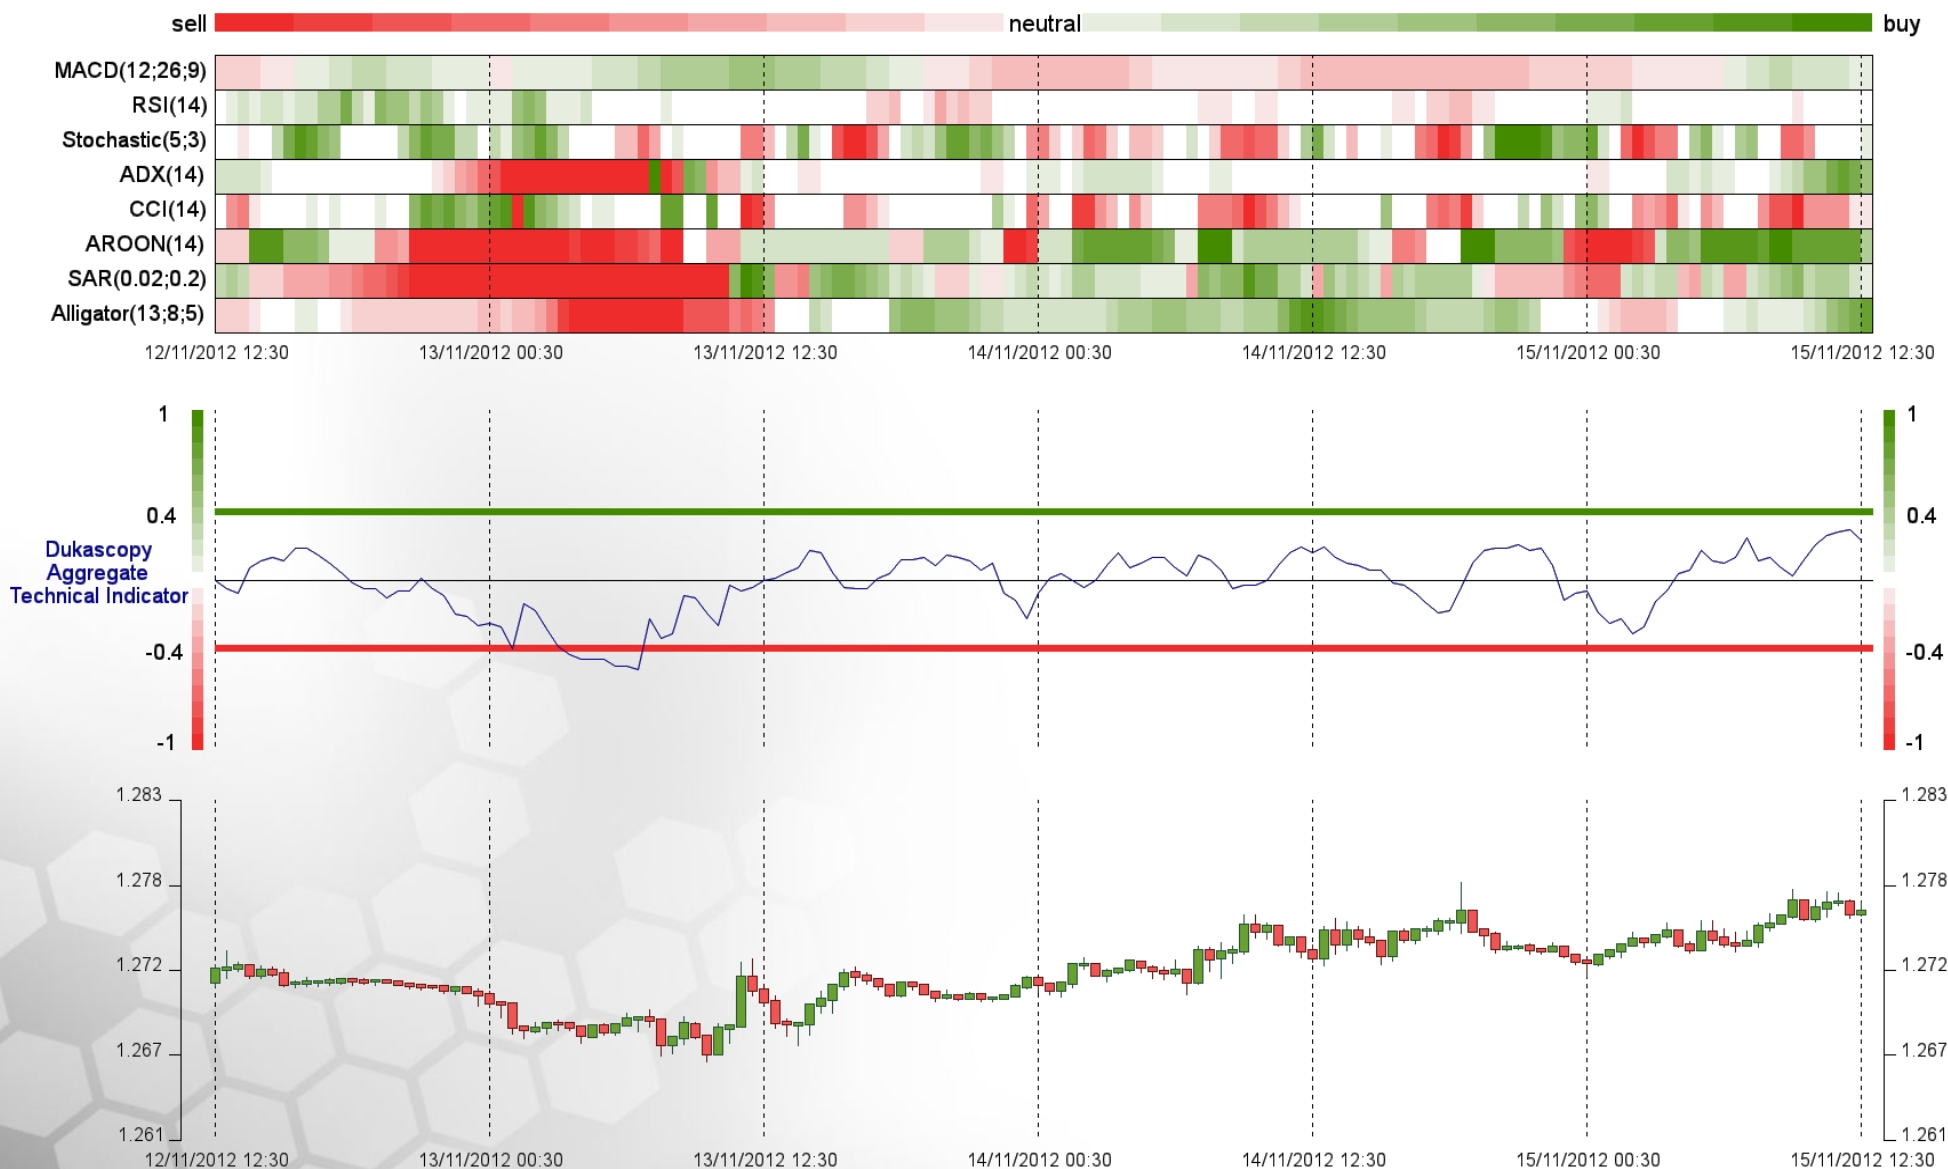 sell neutral buy
MACD(12;26;9)
RSI(14)
Stochastic(5;3)
ADX(14)
CCI(14)
AROON(14)
SAR(0.02;0.2)
Alligator(13;8;5)
12/11/2012 12:30 13/11/2012 00:30 13/11/2012 12:30 14/11/2012 00:30 14/11/2012 12:30 15/11/2012 00:30 15/11/2012 12:30
1 1
0.4 0.4
Dukascopy
Aggregate
Technical Indicator
-0.4 -0.4
-1 -1
1.283 1.283
1.278 1.278
1.272 1.272
1.267 1.267
1.261 1.261
12/11/2012 12:30 13/11/2012 00:30 13/11/2012 12:30 14/11/2012 00:30 14/11/2012 12:30 15/11/2012 00:30 15/11/2012 12:30